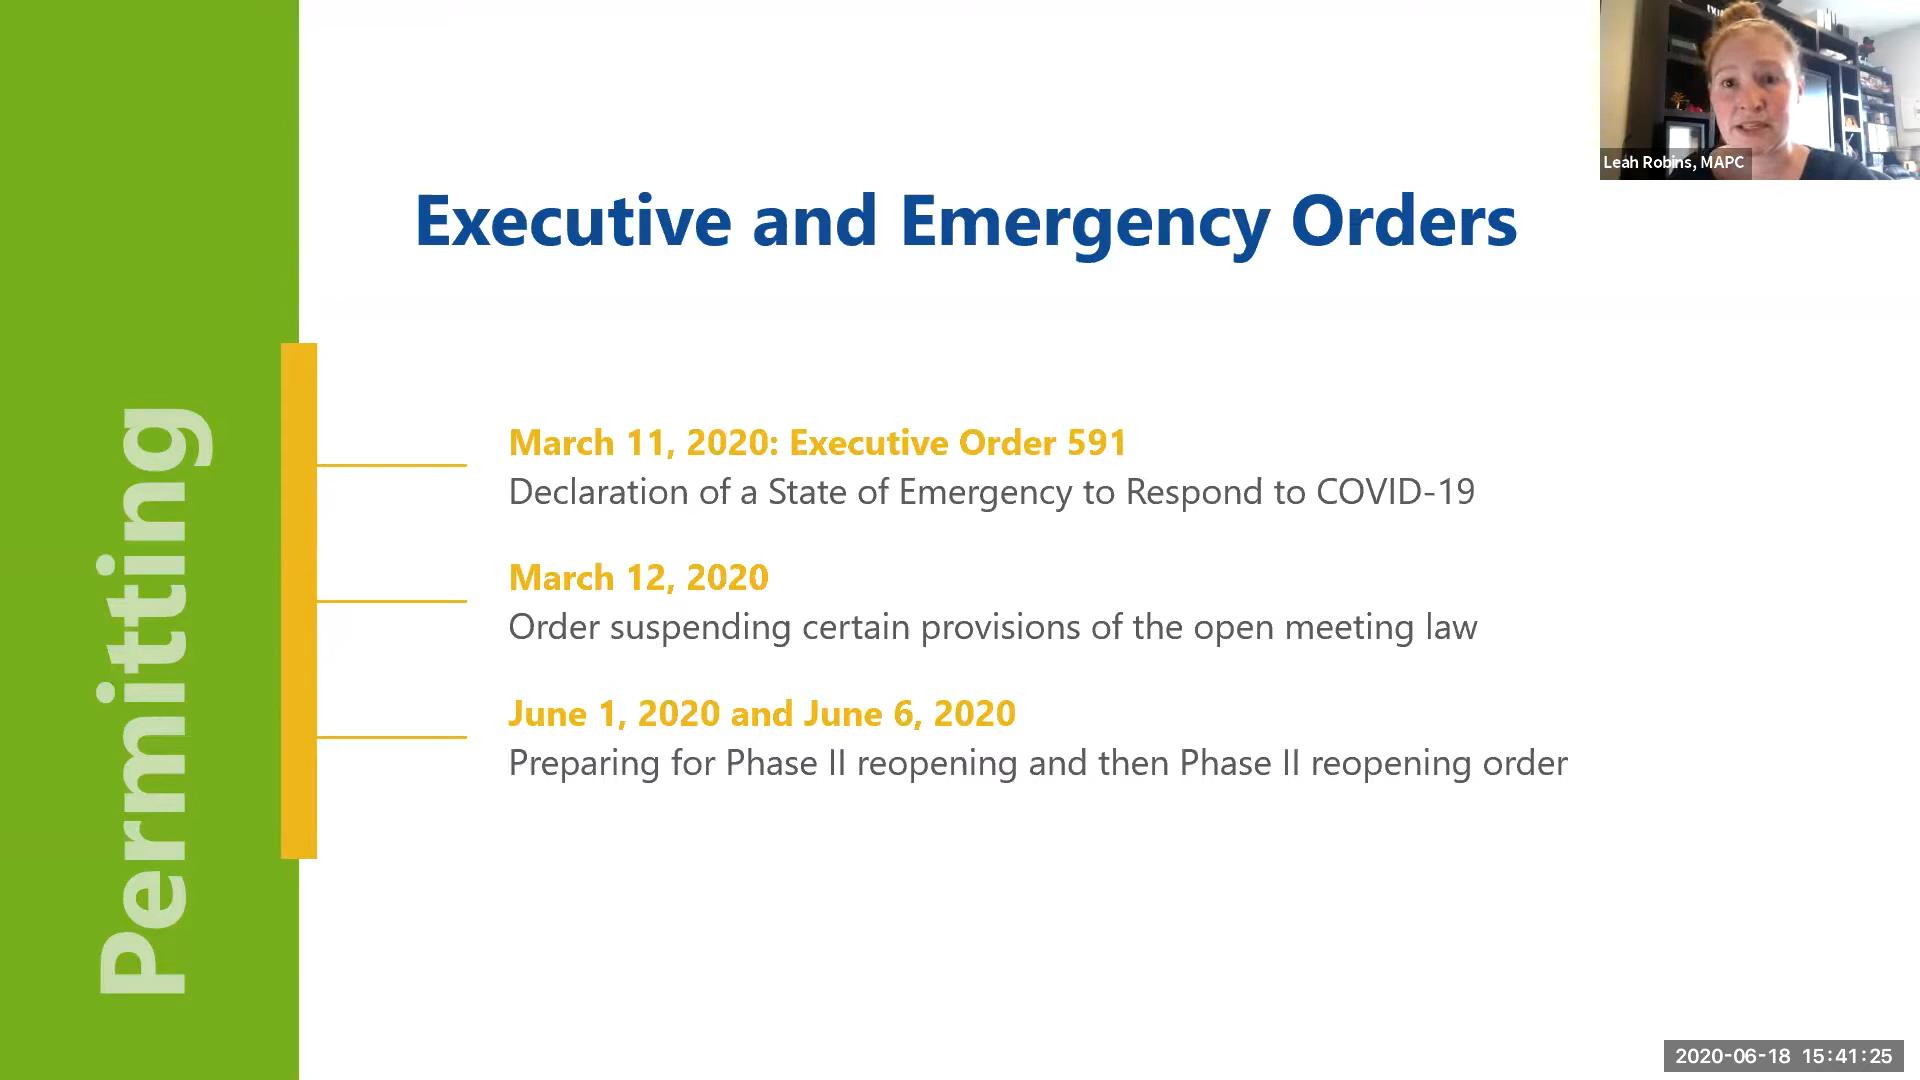 Leah Robins, MAPC
Executive and Emergency Orders
Permitting
March 11, 2020: Executive Order 591
Declaration of a State of Emergency to Respond to COVID-19
March 12, 2020
Order suspending certain provisions of the open meeting law
June 1, 2020 and June 6, 2020
Preparing for Phase II reopening and then Phase II reopening order
2020-06-18 15:41:25